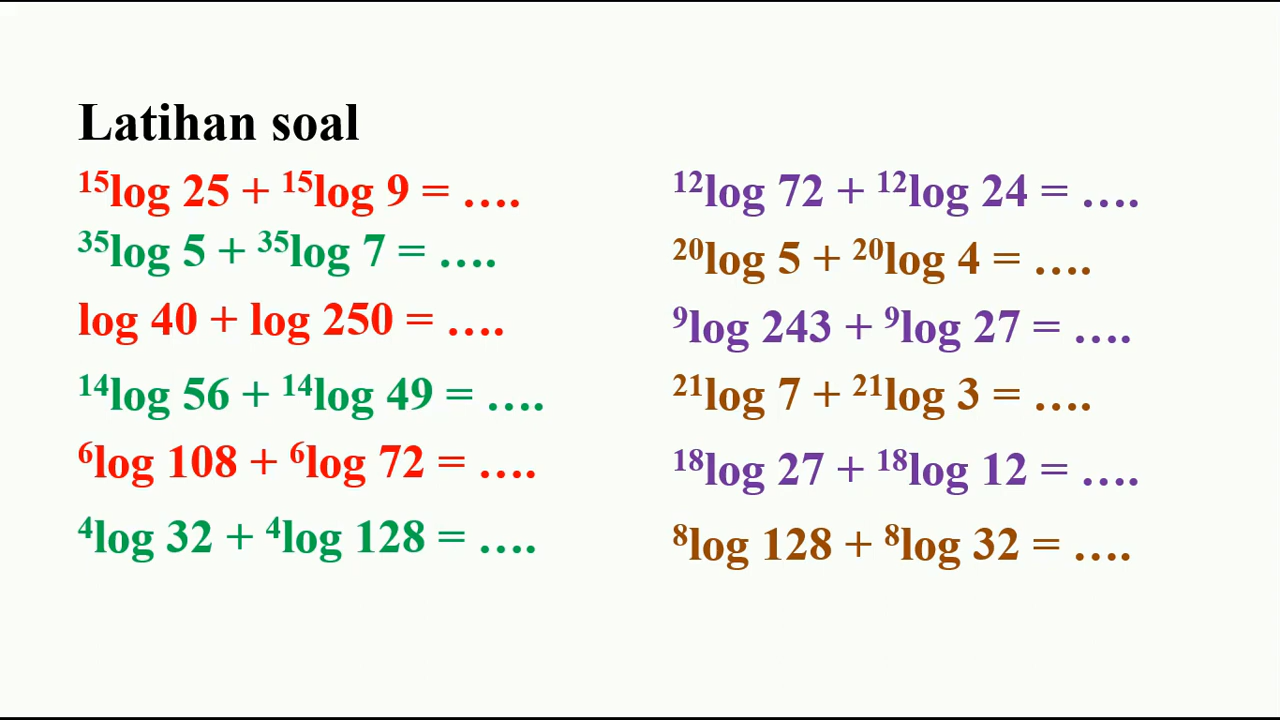 Latihan soal
¹⁵log 25 + ¹⁵log 9 = ....
³⁵log 5 + ³⁵log 7 = ....
log 40 + log 250 = ....
¹⁴log 56 + ¹⁴log 49 = ....
⁶log 108 + ⁶log 72 = ....
⁴log 32 + ⁴log 128 = ....
¹²log 72 + ¹²log 24 = ....
²⁰log 5 + ²⁰log 4 = ....
⁹log 243 + ⁹log 27 = ....
²¹log 7 + ²¹log 3 = ....
¹⁸log 27 + ¹⁸log 12 = ....
⁸log 128 + ⁸log 32 = ....